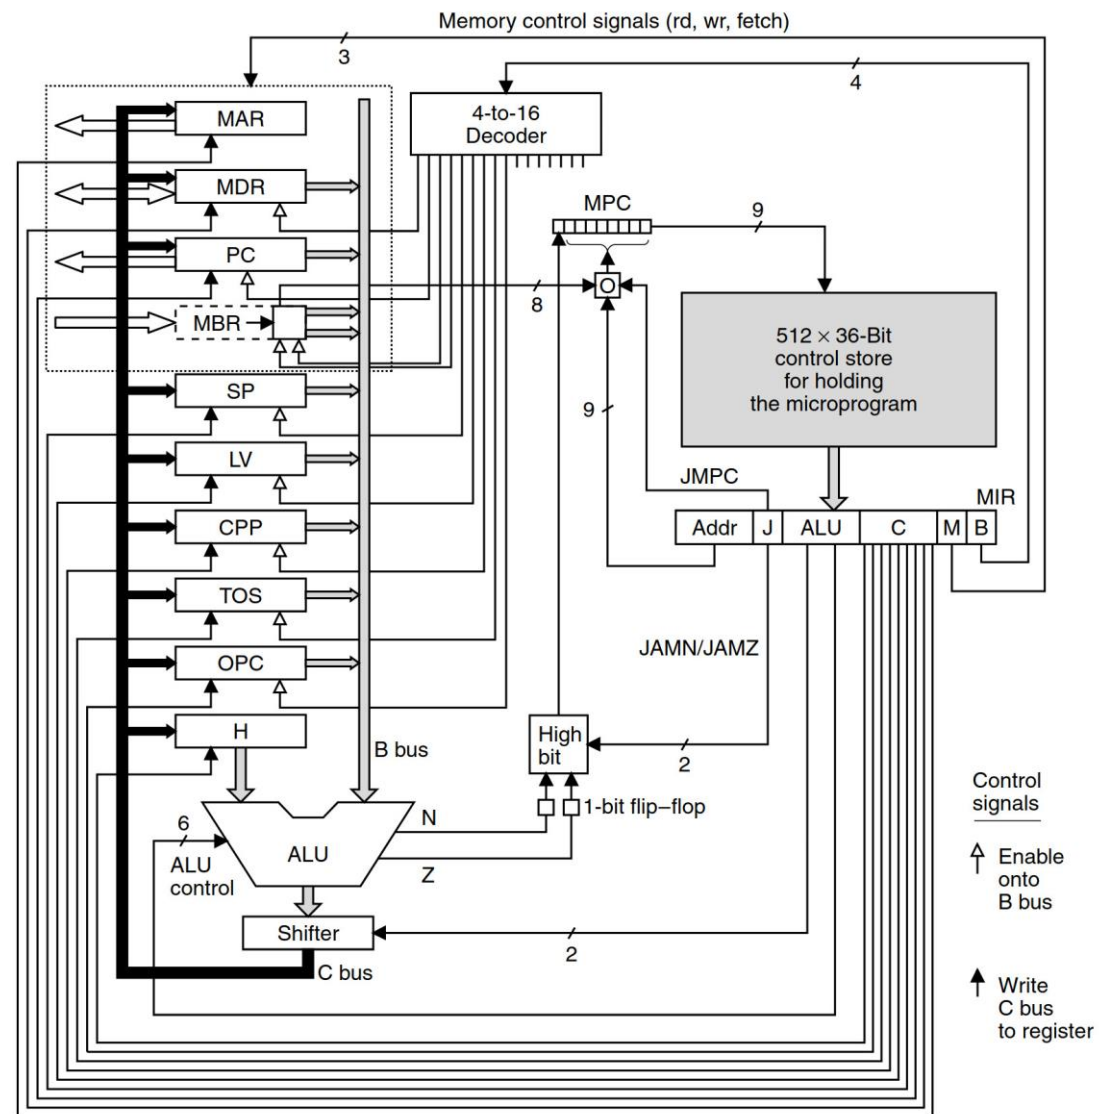 Memory control signals (rd, wr, fetch)
3
4
MAR
4-to-16
Decoder
MDR
MPC
9
PC
O
8
MBR
512 × 36-Bit
control store
for holding
the microprogram
SP
9
LV
JMPC
MIR
Addr J ALU C M B
CPP
TOS
JAMN/JAMZ
OPC
H
B bus
High
bit
2
Control
signals
1-bit flip–flop
N
6
ALU
control
ALU
Z
Enable
onto
B bus
Shifter
2
C bus
Write
C bus
to register